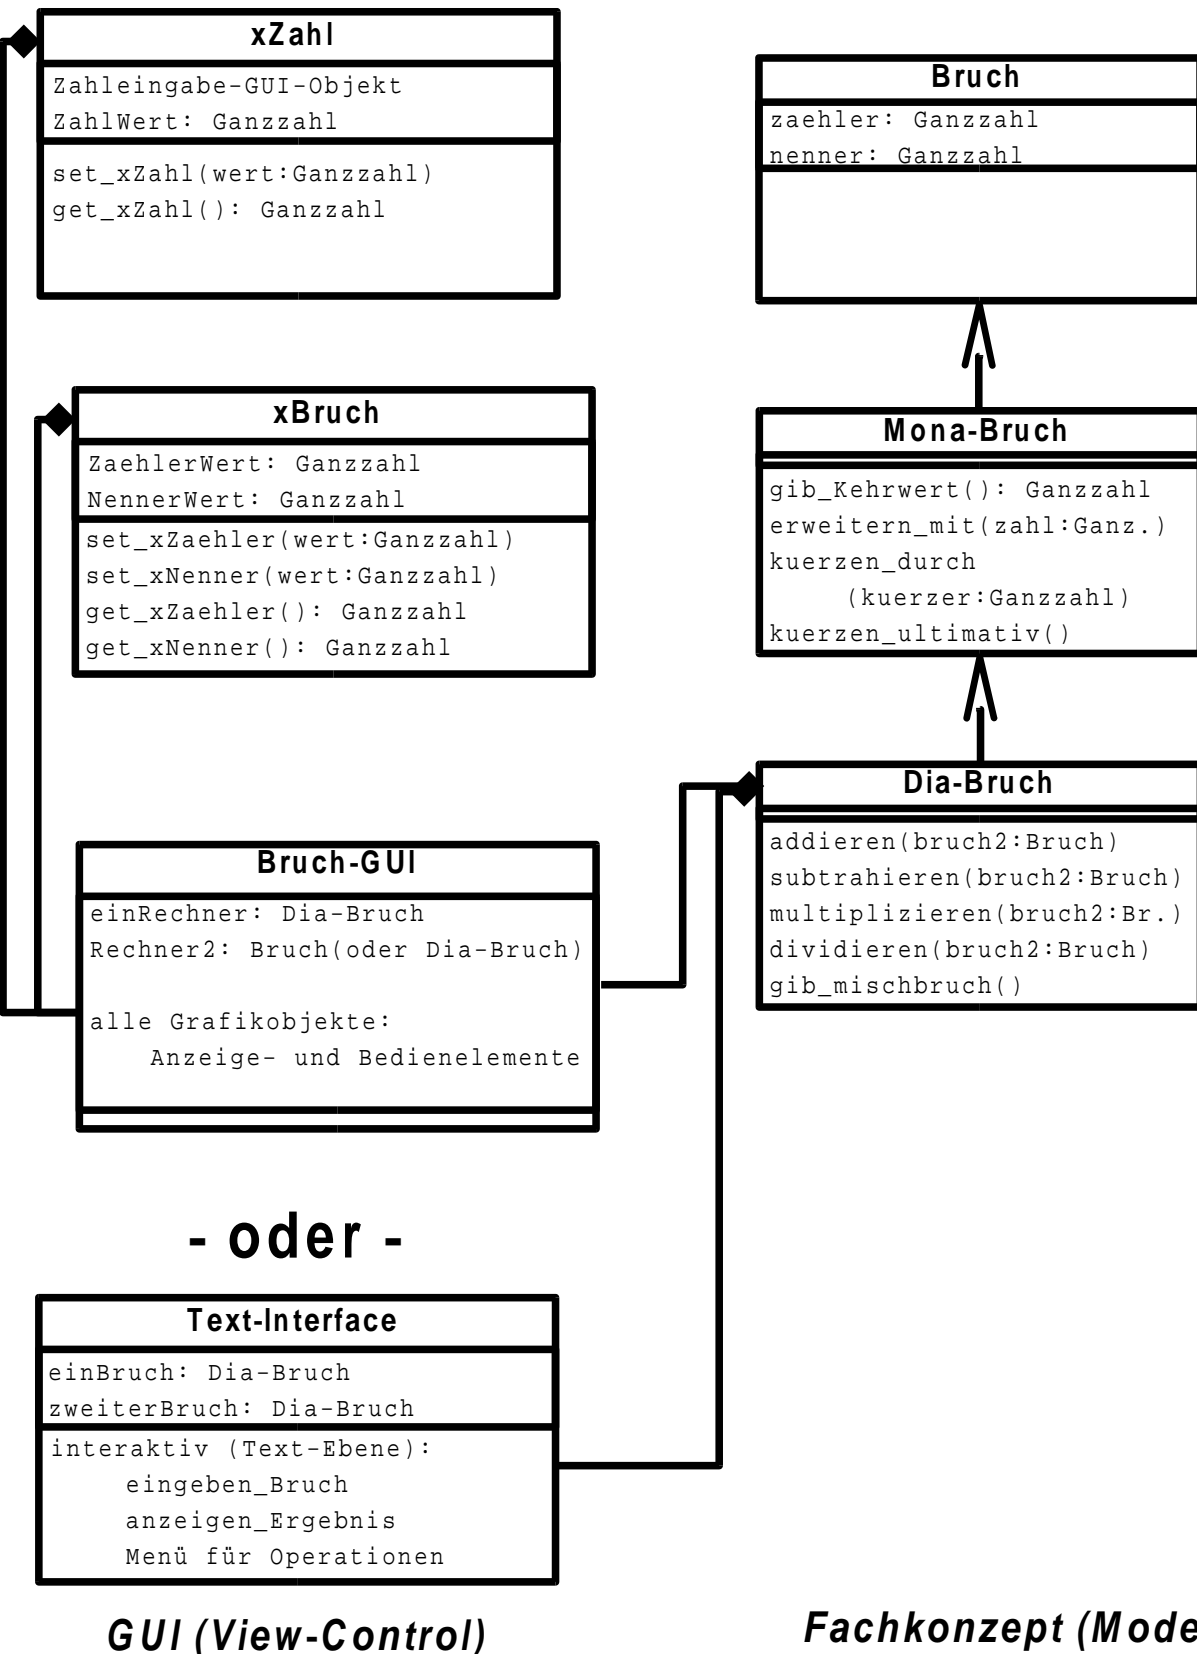 xZahl
Zahleingabe-GUI-Objekt
ZahlWert: Ganzzahl
set_xZahl(wert:Ganzzahl)
get_xZahl(): Ganzzahl
xBruch
ZaehlerWert: Ganzzahl
NennerWert: Ganzzahl
set_xZaehler(wert:Ganzzahl)
set_xNenner(wert:Ganzzahl)
get_xZaehler(): Ganzzahl
get_xNenner(): Ganzzahl
Bruch-GUI
einRechner: Dia-Bruch
Rechner2: Bruch(oder Dia-Bruch)
alle Grafikobjekte:
Anzeige- und Bedienelemente
- oder -
Text-Interface
einBruch: Dia-Bruch
zweiterBruch: Dia-Bruch
interaktiv (Text-Ebene):
eingeben_Bruch
anzeigen_Ergebnis
Menü für Operationen
GUI (View-Control)
Bruch
zaehler: Ganzzahl
nenner: Ganzzahl
Mona-Bruch
gib_Kehrwert(): Ganzzahl
erweitern_mit(zahl:Ganz.)
kuerzen_durch
(kuerzer:Ganzzahl)
kuerzen_ultimativ()
Dia-Bruch
addieren(bruch2:Bruch)
subtrahieren(bruch2:Bruch)
multiplizieren(bruch2:Br.)
dividieren(bruch2:Bruch)
gib_mischbruch()
Fachkonzept (Mode